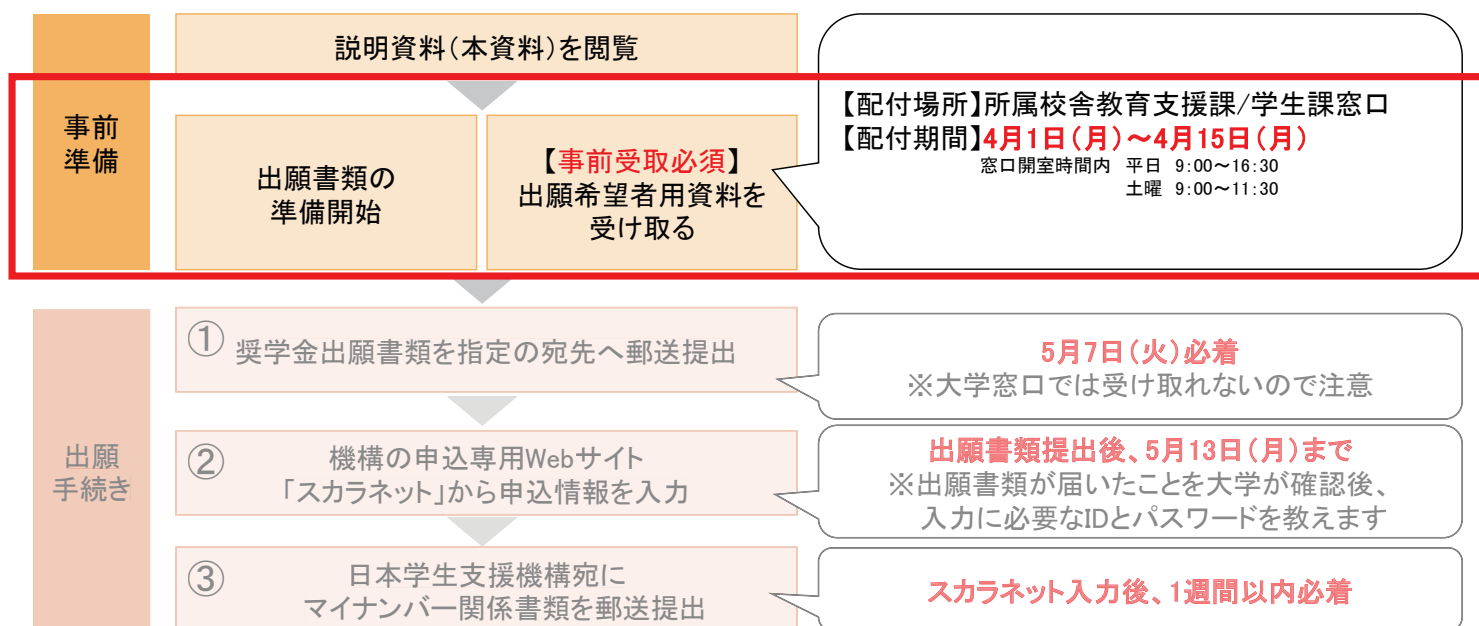 事前
準備
説明資料(本資料)を閲覧
出願書類の
準備開始
【事前受取必須】
出願希望者用資料を
受け取る
【配付場所】所属校舎教育支援課/学生課窓口
【配付期間】4月1日(月)~4月15日(月)
窓口開室時間内 平日 9:00~16:30
土曜 9:00~11:30
出願
手続き
① 奨学金出願書類を指定の宛先へ郵送提出
5月7日(火)必着
※大学窓口では受け取れないので注意
② 機構の申込専用Webサイト
「スカラネット」から申込情報を入力
出願書類提出後、5月13日(月)まで
※出願書類が届いたことを大学が確認後、
入力に必要なIDとパスワードを教えます
③ 日本学生支援機構宛に
マイナンバー関係書類を郵送提出
スカラネット入力後、1週間以内必着